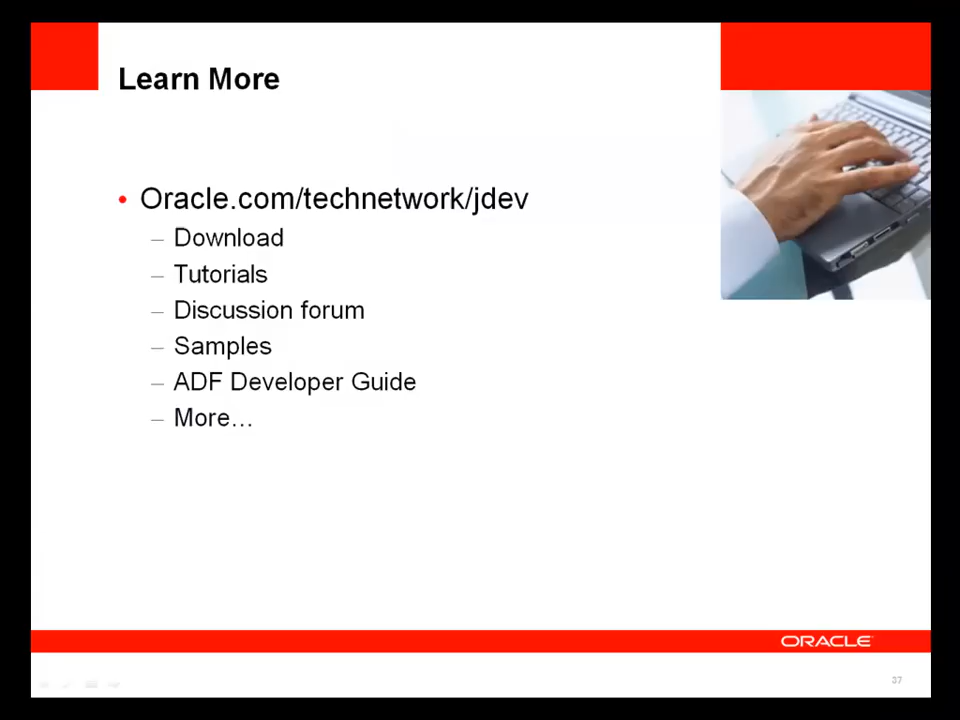 Learn More
• Oracle.com/technetwork/jdev
– Download
– Tutorials
– Discussion forum
– Samples
– ADF Developer Guide
– More…
ORACLE
37